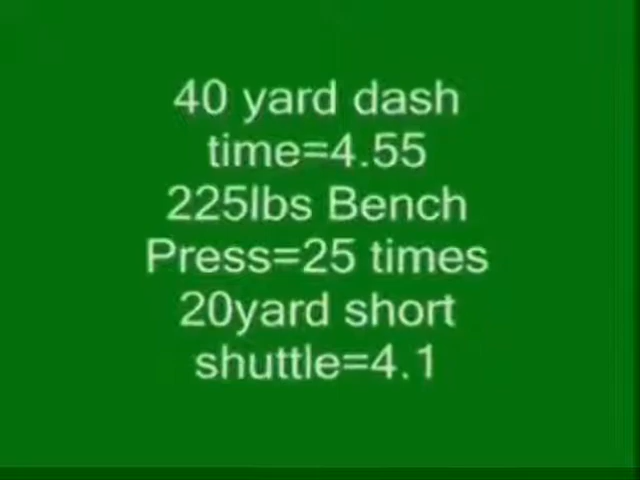 40 yard dash
time=4.55
225lbs Bench
Press=25 times
20yard short
shuttle=4.1